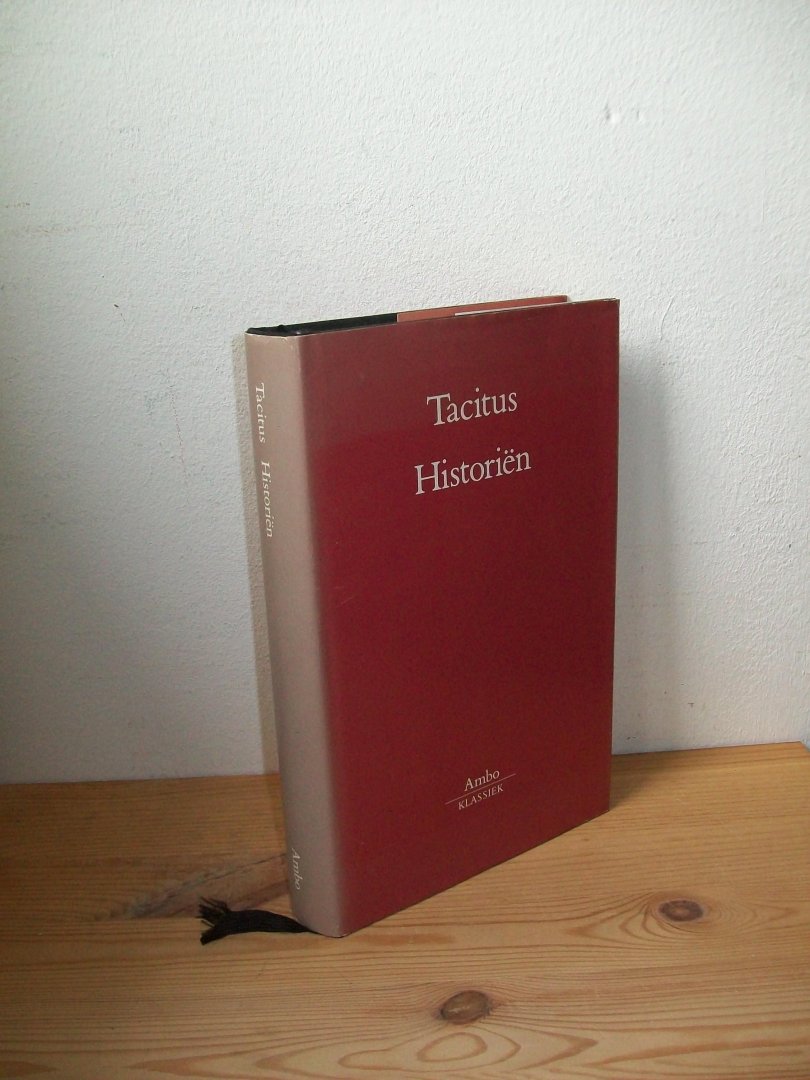 Tacitus
Historiën
Ambo
KLASSIEK
Tacitus Historiën
Ambo